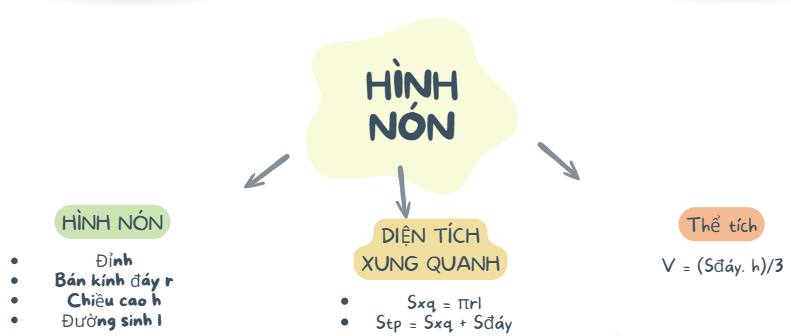 HÌNH
NÓN
HÌNH NÓN
• Đỉnh
• Bán kính đáy r
• Chiều cao h
• Đường sinh l
DIỆN TÍCH
XUNG QUANH
• Sxq = πrl
• Stp = Sxq + Sđáy
Thể tích
V = (Sđáy. h)/3